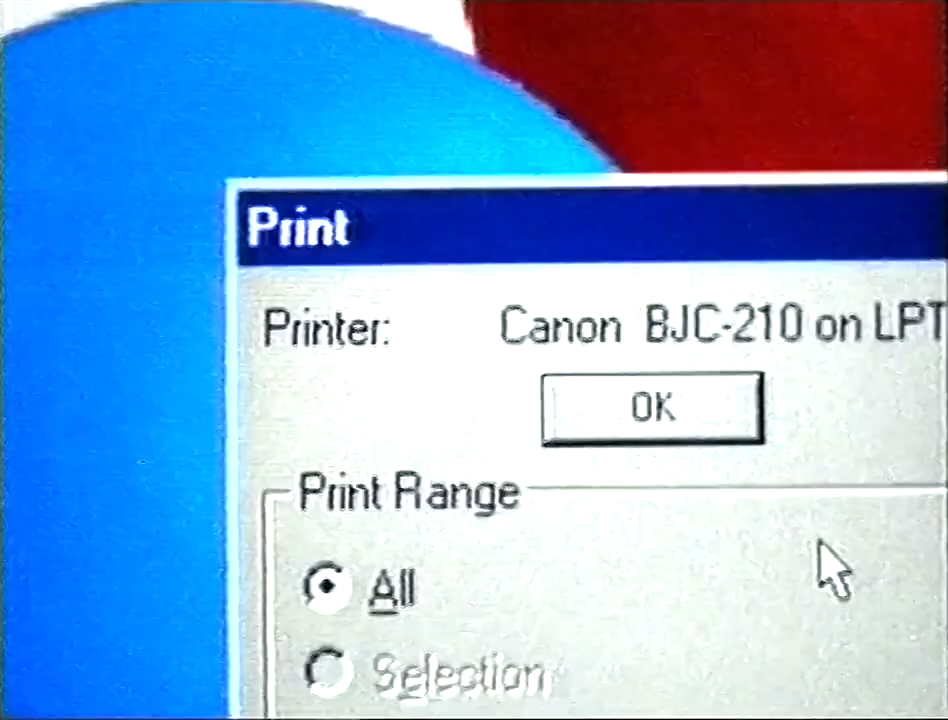 Print
Printer: Canon BJC-210 on LPT
OK
Print Range
All
Selection